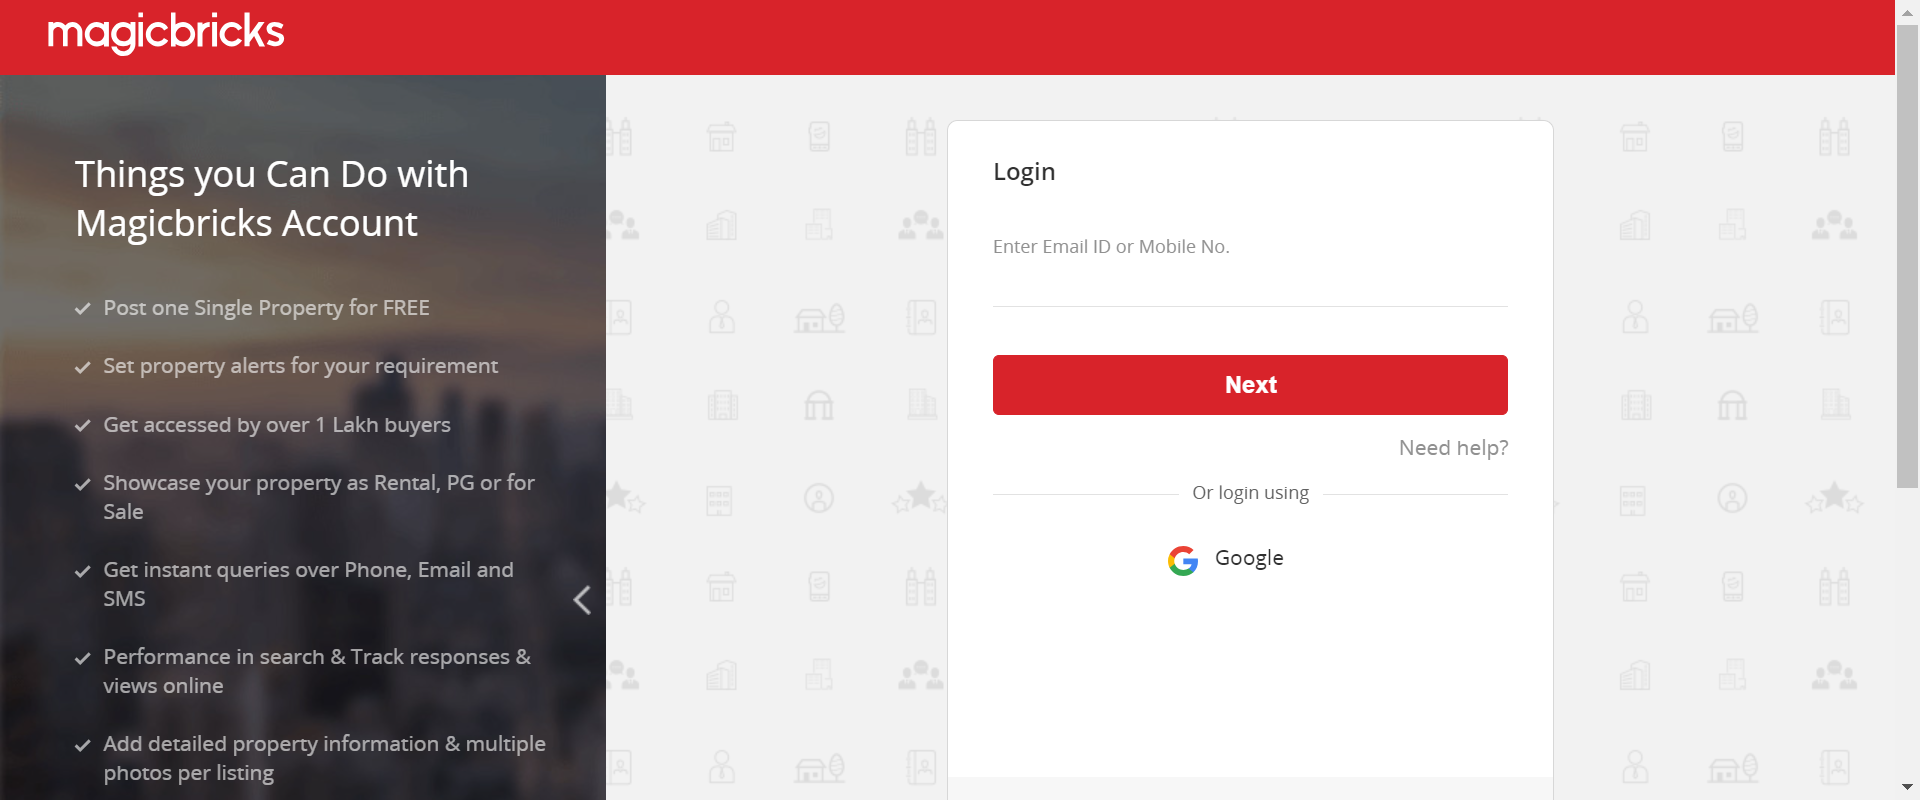 magicbricks
Things you Can Do with
Magicbricks Account
Post one Single Property for FREE
Set property alerts for your requirement
Get accessed by over 1 Lakh buyers
Showcase your property as Rental, PG or for
Sale
Get instant queries over Phone, Email and
SMS
Performance in search & Track responses &
views online
Add detailed property information & multiple
photos per listing
Login
Enter Email ID or Mobile No.
Next
Need help?
Or login using
Google